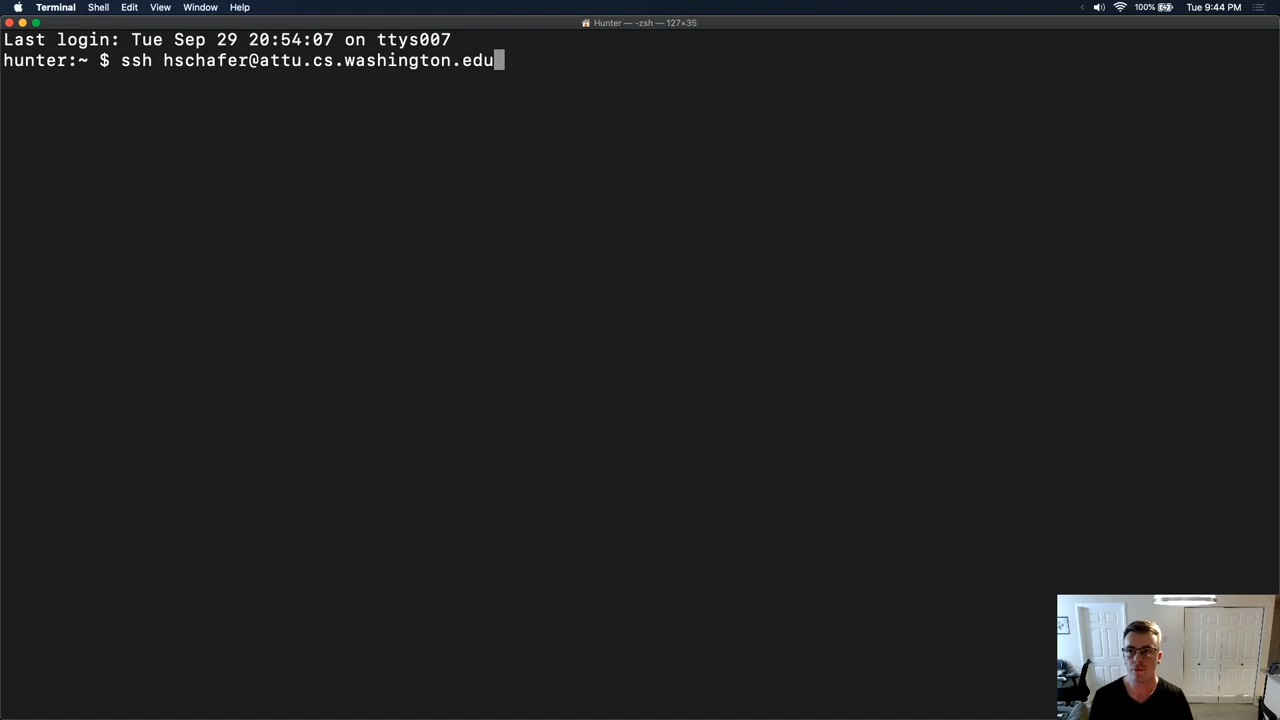 Terminal Shell Edit View Window Help 100% Tue 9:44 PM
Hunter — -zsh — 127×35
Last login: Tue Sep 29 20:54:07 on ttys007
hunter:~ $ ssh hschafer@attu.cs.washington.edu